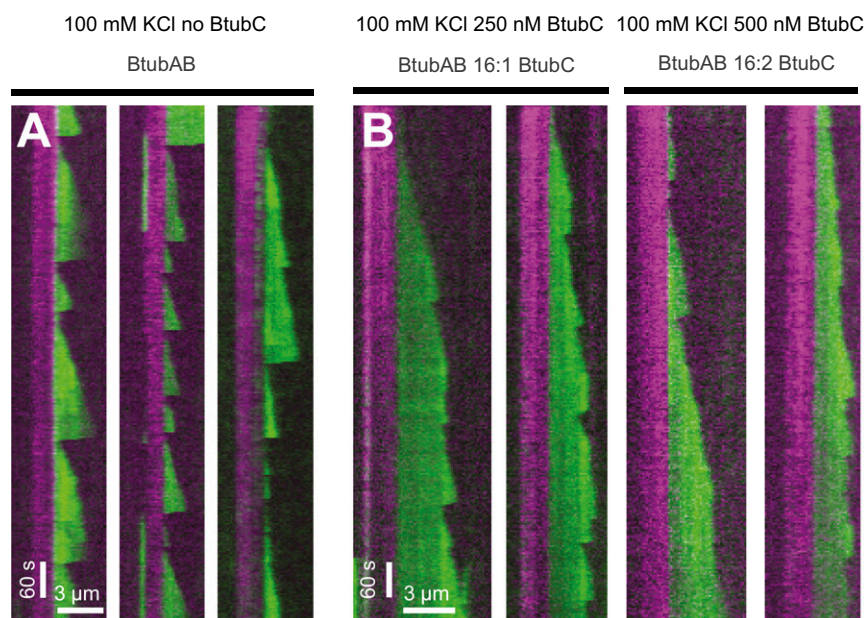 100 mM KCl no BtubC
BtubAB
A
60 s
3 µm
100 mM KCl 250 nM BtubC
BtubAB 16:1 BtubC
100 mM KCl 500 nM BtubC
BtubAB 16:2 BtubC
B
60 s
3 µm